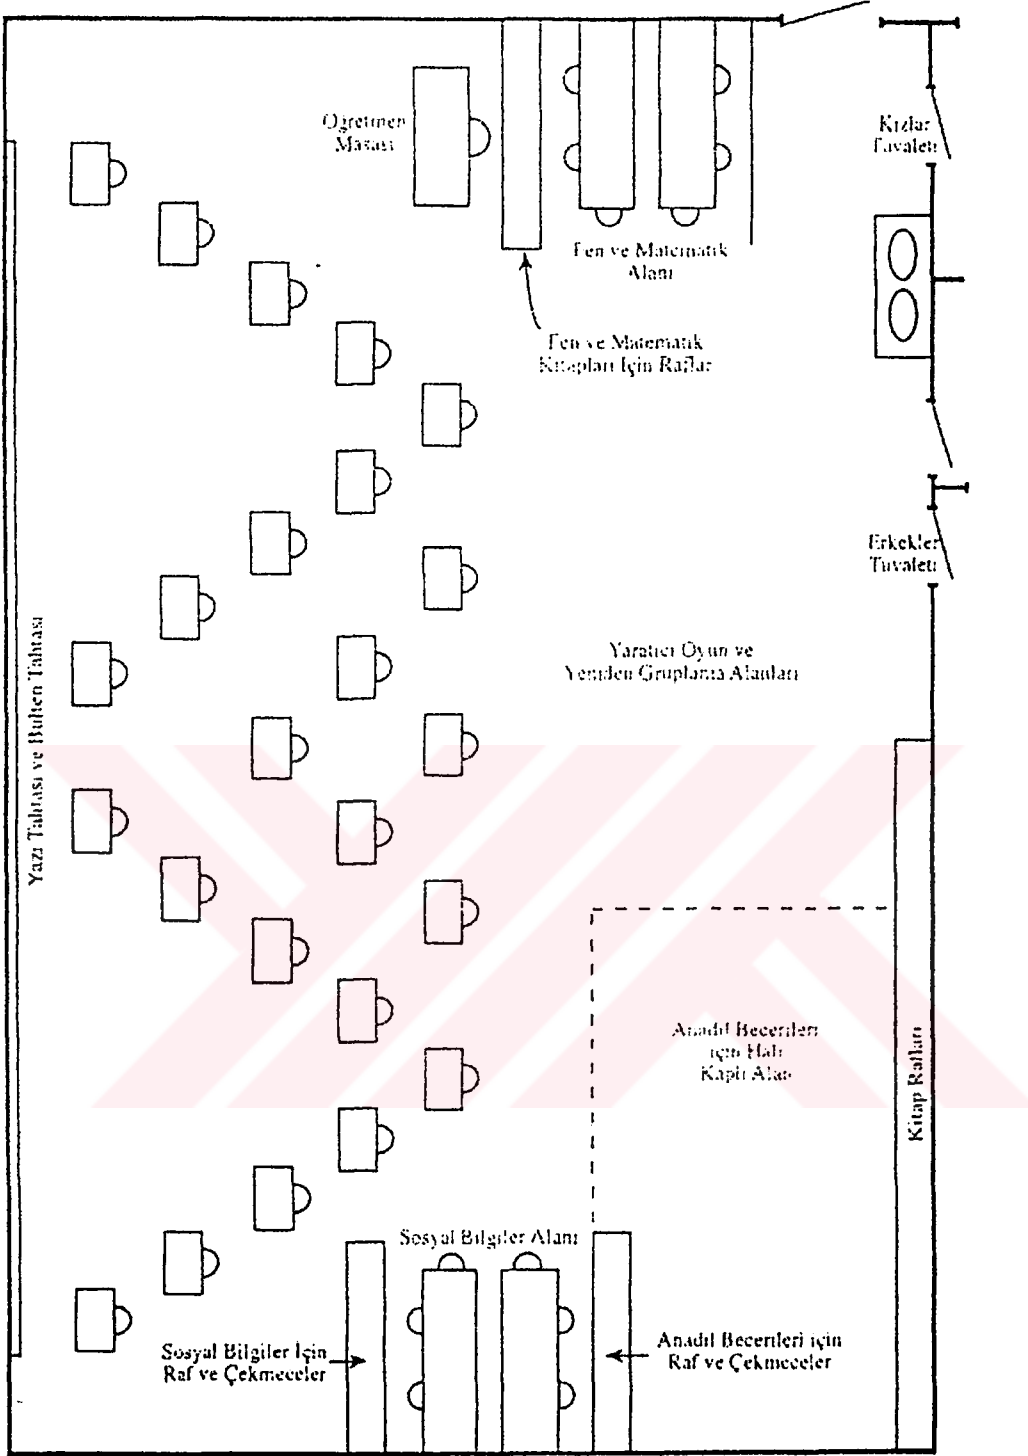 Öğretmen
Masası
Kızlar
Tuvaleti
Fen ve Matematik
Alanı
Fen ve Matematik
Kitapları İçin Raflar
Erkekler
Tuvaleti
Yaratıcı Oyun ve
Yeniden Gruplama Alanları
Yazı Tahtası ve Bülten Tahtası
Anadil Becerileri
için Halı
Kaplı Alan
Kitap Rafları
Sosyal Bilgiler Alanı
Sosyal Bilgiler İçin
Raf ve Çekmeceler
Anadil Becerileri için
Raf ve Çekmeceler